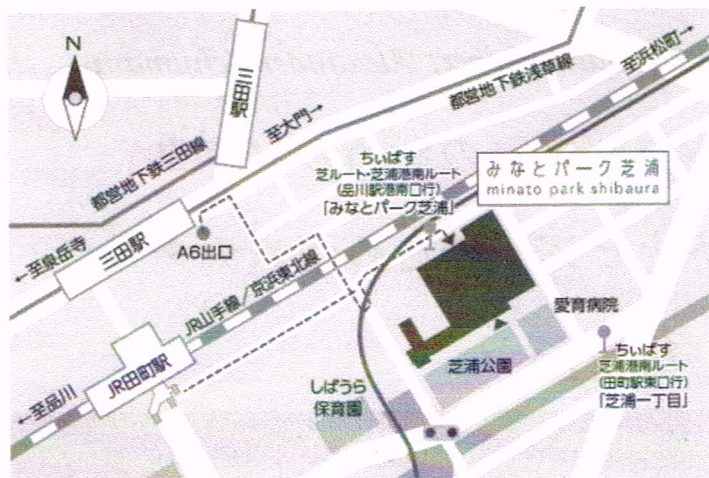 N
三田駅
至大門→
都営地下鉄浅草線
至浜松町→
都営地下鉄三田線
ちぃばす
芝ルート・芝浦港南ルート
(品川駅港南口行)
「みなとパーク芝浦」
みなとパーク芝浦
minato park shibaura
←至泉岳寺
三田駅
A6出口
JR山手線/京浜東北線
愛育病院
ちぃばす
芝浦港南ルート
(田町駅東口行)
「芝浦一丁目」
芝浦公園
しばうら
保育園
JR田町駅
←至品川